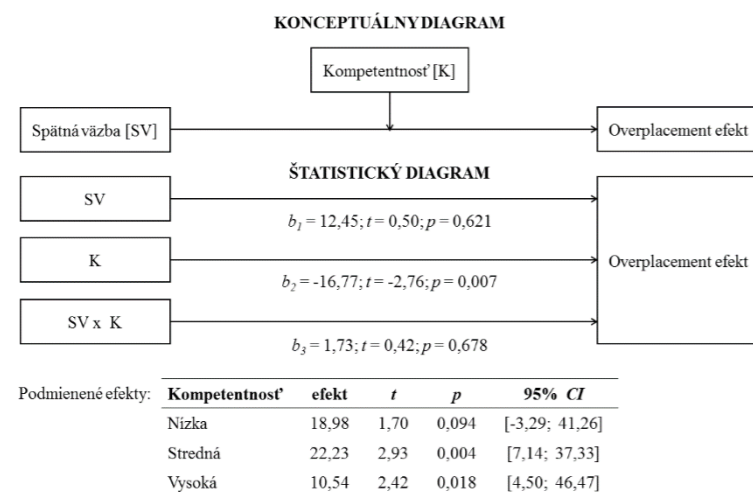 KONCEPTUÁLNY DIAGRAM
Kompetentnosť [K]
Spätná väzba [SV]
Overplacement efekt
ŠTATISTICKÝ DIAGRAM
SV
b1 = 12,45; t = 0,50; p = 0,621
K
Overplacement efekt
b2 = -16,77; t = -2,76; p = 0,007
SV x K
b3 = 1,73; t = 0,42; p = 0,678
Podmienené efekty: Kompetentnosť efekt t p 95% CI
Nízka 18,98 1,70 0,094 [-3,29; 41,26]
Stredná 22,23 2,93 0,004 [7,14; 37,33]
Vysoká 10,54 2,42 0,018 [4,50; 46,47]